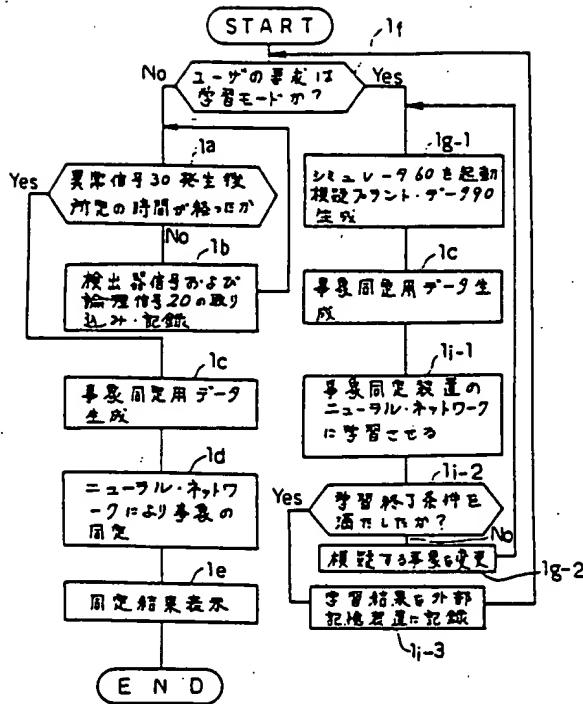 START
1f
No
ユーザの要求は
学習モードか?
Yes
1a
Yes
異常信号30発生後
所定の時間が経ったか
No
1b
検出器信号および
論理信号20の取り
込み・記録
1c
事象同定用データ
生成
1d
ニューラル・ネットワ
ークにより事象の
同定
1e
同定結果表示
END
1g-1
シミュレータ60を起動
模擬プラント・データ90
生成
1c
事象同定用データ生
成
1i-1
事象同定装置の
ニューラル・ネットワーク
に学習させる
1i-2
Yes
学習終了条件を
満たしたか?
No
模擬する事象を変更
1g-2
学習結果を外部
記憶装置に記録
1i-3